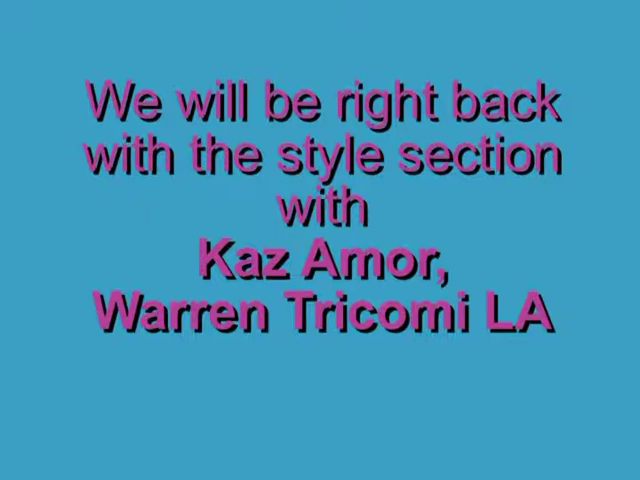 We will be right back
with the style section
with
Kaz Amor,
Warren Tricomi LA